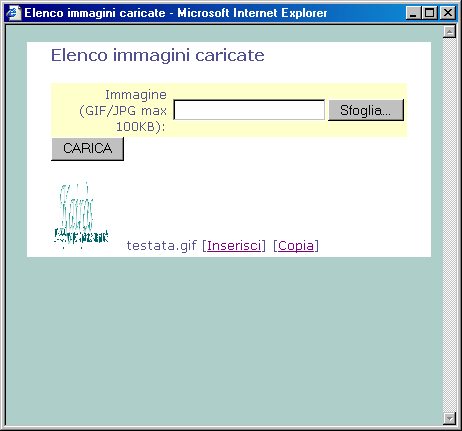 Elenco immagini caricate - Microsoft Internet Explorer
Elenco immagini caricate
Immagine
(GIF/JPG max
100KB):
Sfoglia...
CARICA
testata.gif [Inserisci] [Copia]